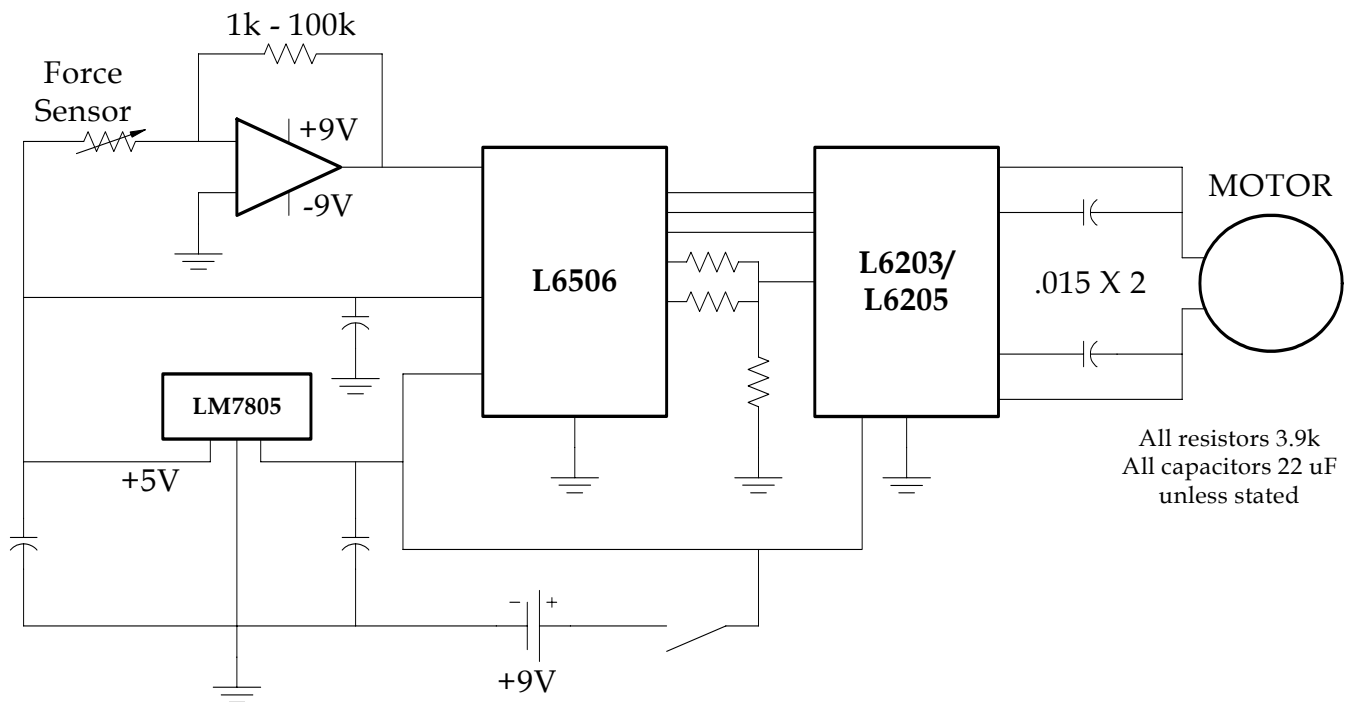 1k - 100k
Force
Sensor
+9V
-9V
MOTOR
L6506
L6203/
L6205
.015 X 2
LM7805
+5V
All resistors 3.9k
All capacitors 22 uF
unless stated
- +
+9V